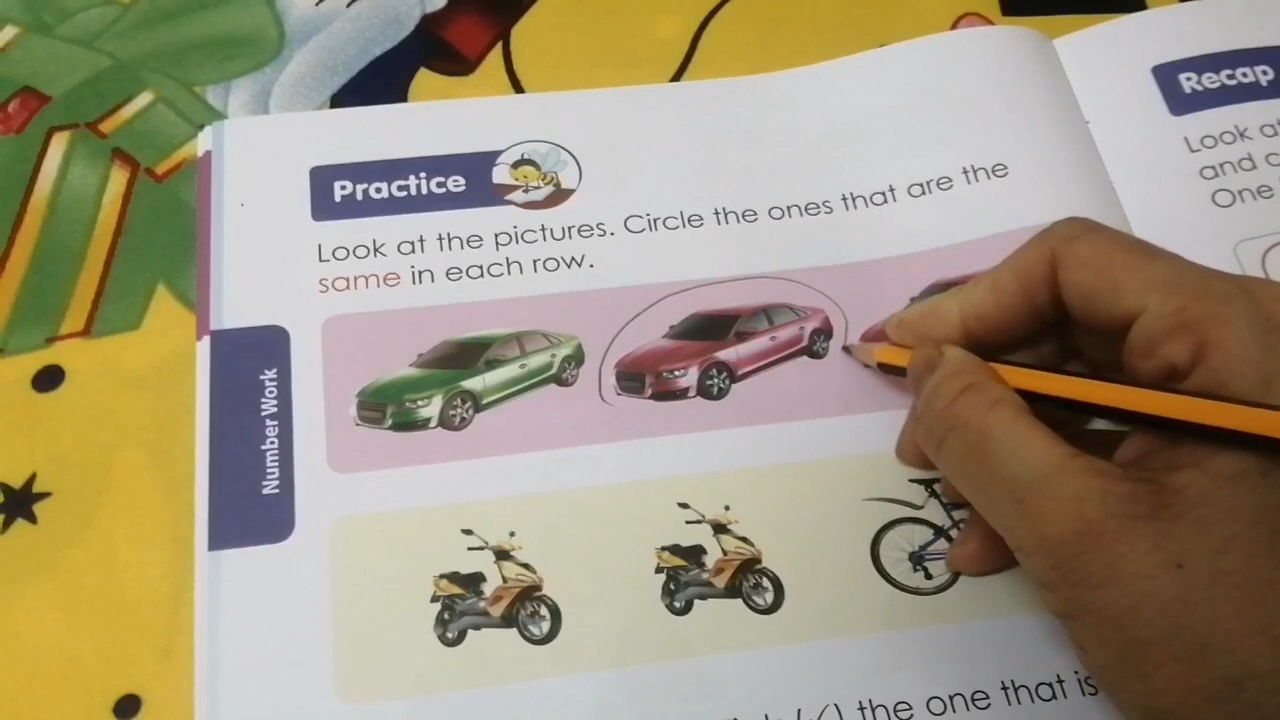 Practice
Look at the pictures. Circle the ones that are the
same in each row.
Number Work
the one that is
Recap
Look at
and
One